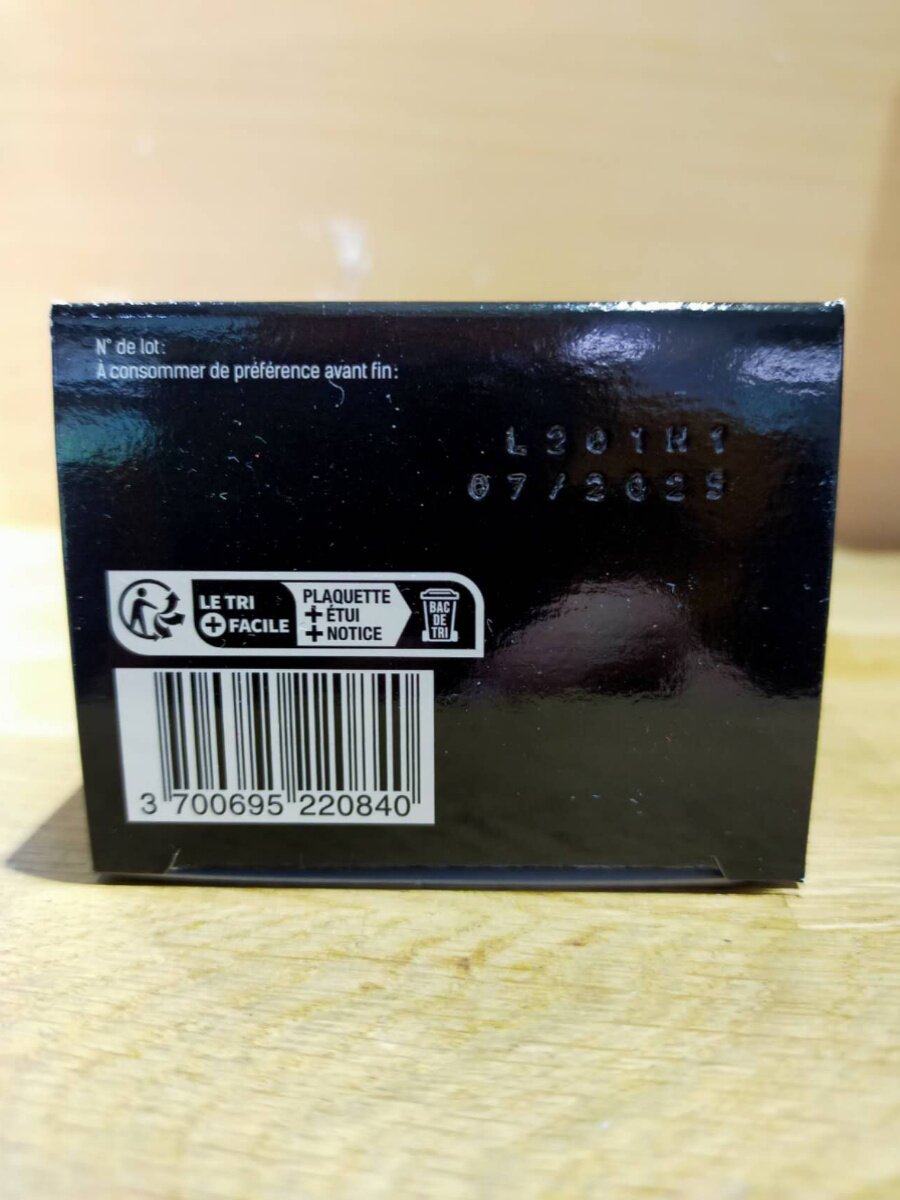 N° de lot:
À consommer de préférence avant fin:
L201H1
07/2025
LE TRI
+ FACILE
PLAQUETTE
+ ÉTUI
+ NOTICE
BAC
DE
TRI
3 700695 220840